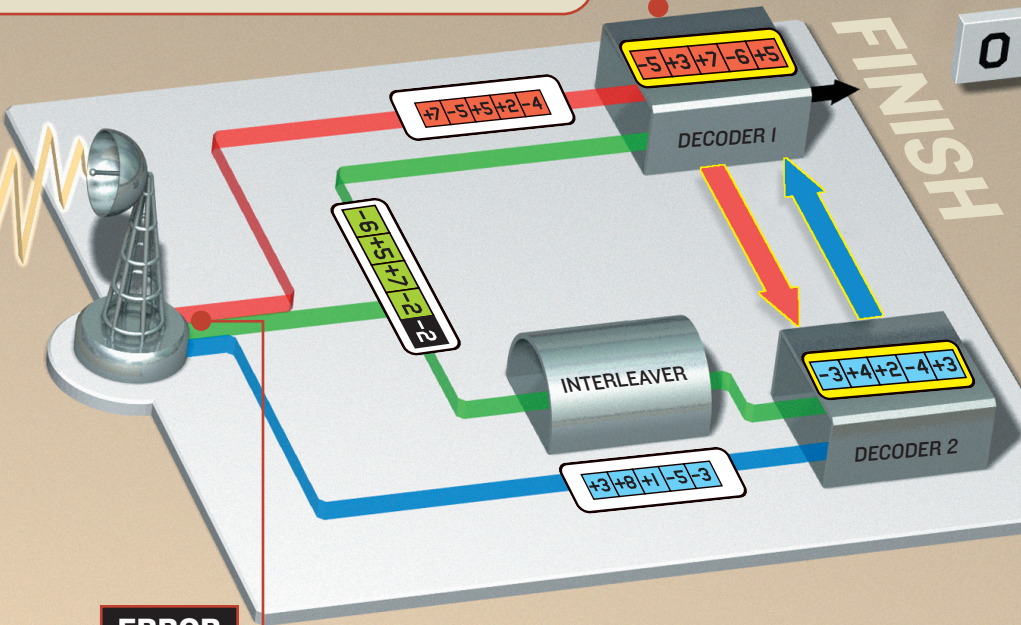 -5 +3 +7 -6 +5
0
FINISH
+7 -5 +5 +2 -4
DECODER 1
-6 +5 +7 -2 -2
INTERLEAVER
-3 +4 +2 -4 +3
DECODER 2
+3 +8 +1 -5 -3
ERROR